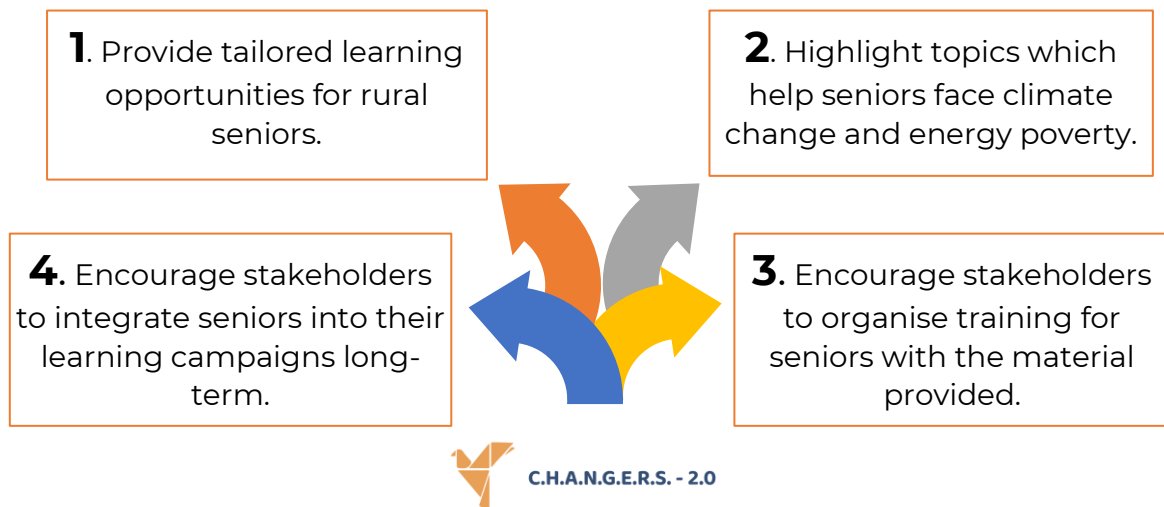 1. Provide tailored learning
opportunities for rural
seniors.
2. Highlight topics which
help seniors face climate
change and energy poverty.
4. Encourage stakeholders
to integrate seniors into their
learning campaigns long-
term.
3. Encourage stakeholders
to organise training for
seniors with the material
provided.
C.H.A.N.G.E.R.S. - 2.0